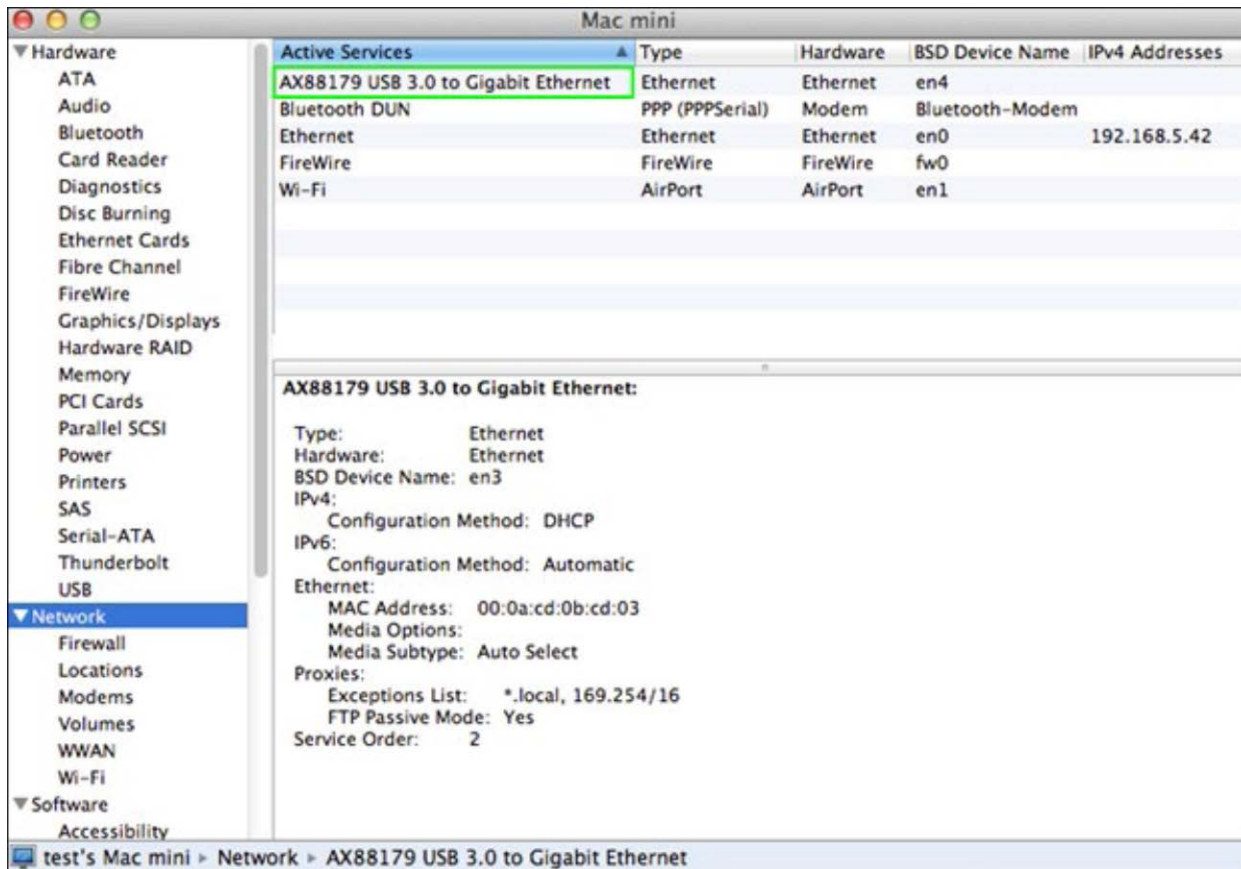 Mac mini
Hardware
ATA
Audio
Bluetooth
Card Reader
Diagnostics
Disc Burning
Ethernet Cards
Fibre Channel
FireWire
Graphics/Displays
Hardware RAID
Memory
PCI Cards
Parallel SCSI
Power
Printers
SAS
Serial-ATA
Thunderbolt
USB
Network
Firewall
Locations
Modems
Volumes
WWAN
Wi-Fi
Software
Accessibility
Active Services Type Hardware BSD Device Name IPv4 Addresses
AX88179 USB 3.0 to Gigabit Ethernet Ethernet Ethernet en4
Bluetooth DUN PPP (PPPSerial) Modem Bluetooth-Modem
Ethernet Ethernet Ethernet en0 192.168.5.42
FireWire FireWire FireWire fw0
Wi-Fi AirPort AirPort en1
AX88179 USB 3.0 to Gigabit Ethernet:
Type: Ethernet
Hardware: Ethernet
BSD Device Name: en3
IPv4:
Configuration Method: DHCP
IPv6:
Configuration Method: Automatic
Ethernet:
MAC Address: 00:0a:cd:0b:cd:03
Media Options:
Media Subtype: Auto Select
Proxies:
Exceptions List: *.local, 169.254/16
FTP Passive Mode: Yes
Service Order: 2
test's Mac mini ▸ Network ▸ AX88179 USB 3.0 to Gigabit Ethernet